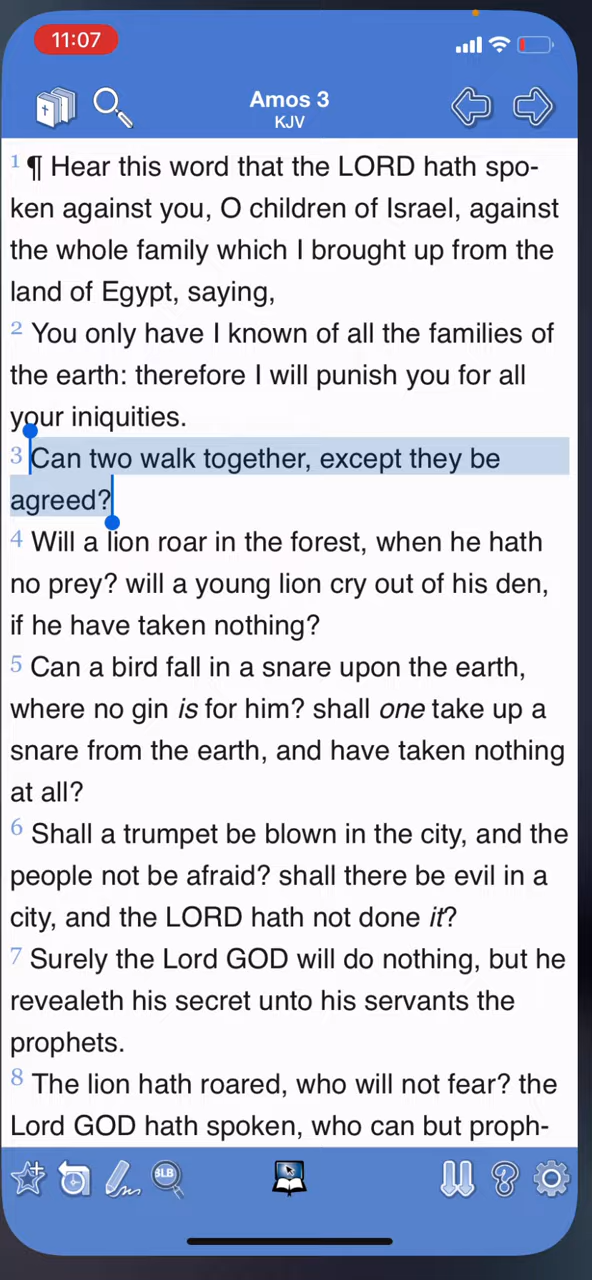 11:07
Amos 3
KJV
1 ¶ Hear this word that the LORD hath spo-
ken against you, O children of Israel, against
the whole family which I brought up from the
land of Egypt, saying,
2 You only have I known of all the families of
the earth: therefore I will punish you for all
your iniquities.
3 Can two walk together, except they be
agreed?
4 Will a lion roar in the forest, when he hath
no prey? will a young lion cry out of his den,
if he have taken nothing?
5 Can a bird fall in a snare upon the earth,
where no gin is for him? shall one take up a
snare from the earth, and have taken nothing
at all?
6 Shall a trumpet be blown in the city, and the
people not be afraid? shall there be evil in a
city, and the LORD hath not done it?
7 Surely the Lord GOD will do nothing, but he
revealeth his secret unto his servants the
prophets.
8 The lion hath roared, who will not fear? the
Lord GOD hath spoken, who can but proph-
BLB